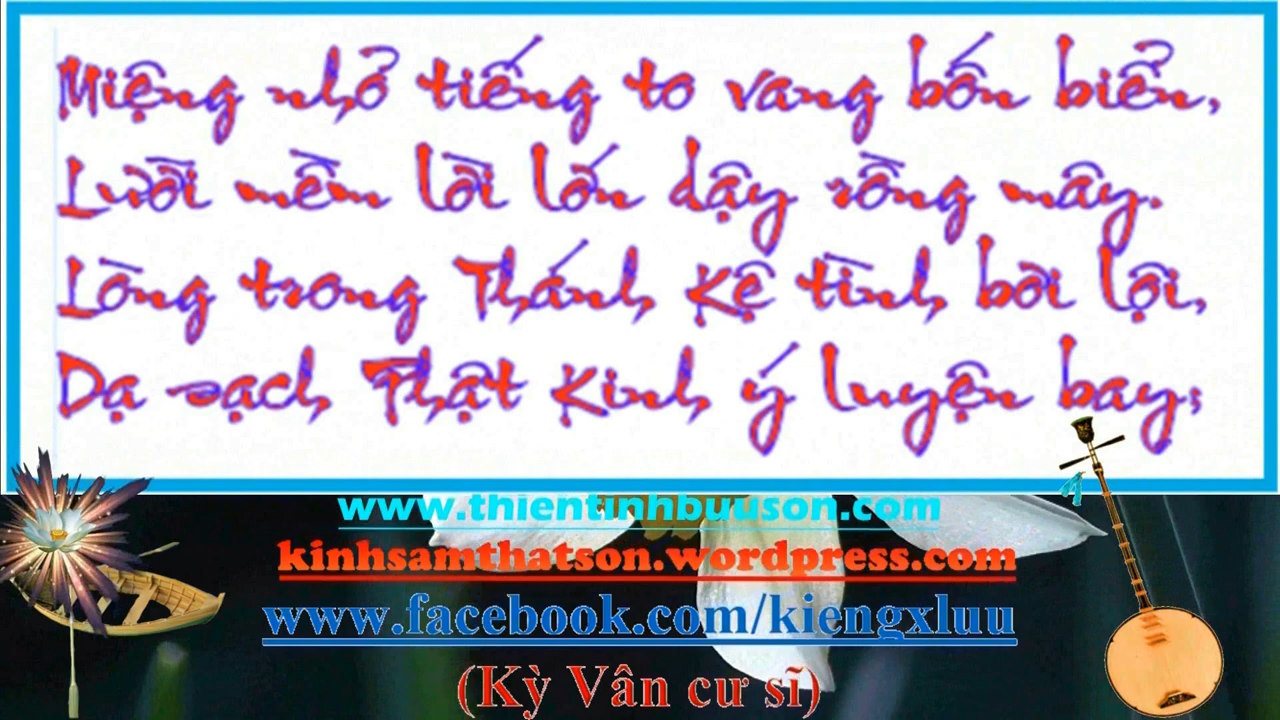 Miệng nhỏ tiếng to vang bốn biển,
Lưỡi mềm lời lớn dậy rồng mây.
Lòng trong Thánh Kệ tình bời lội,
Dạ sạch Phật Kinh ý luyện bay;
www.thientinhbuuson.com
kinhsamthatson.wordpress.com
www.facebook.com/kiengxluu
(Kỳ Vân cư sĩ)